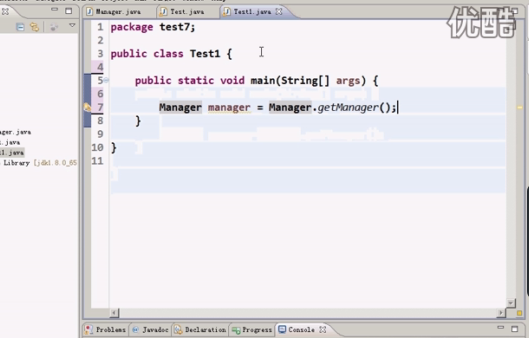 优酷
Manager.java Test.java Test1.java
1 package test7;
2
3 public class Test1 {
4
5 public static void main(String[] args) {
6
7 Manager manager = Manager.getManager();
8 }
9
10 }
11
ager.java
.java
1.java
Library [jdk1.8.0_65
Problems Javadoc Declaration Progress Console